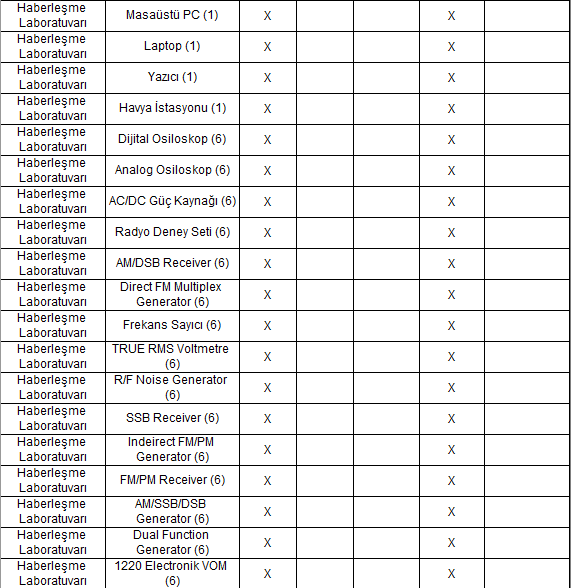 Haberleşme
Laboratuvarı
Masaüstü PC (1)
X
X
Haberleşme
Laboratuvarı
Laptop (1)
X
X
Haberleşme
Laboratuvarı
Yazıcı (1)
X
X
Haberleşme
Laboratuvarı
Havya İstasyonu (1)
X
X
Haberleşme
Laboratuvarı
Dijital Osiloskop (6)
X
X
Haberleşme
Laboratuvarı
Analog Osiloskop (6)
X
X
Haberleşme
Laboratuvarı
AC/DC Güç Kaynağı (6)
X
X
Haberleşme
Laboratuvarı
Radyo Deney Seti (6)
X
X
Haberleşme
Laboratuvarı
AM/DSB Receiver (6)
X
X
Haberleşme
Laboratuvarı
Direct FM Multiplex
Generator (6)
X
X
Haberleşme
Laboratuvarı
Frekans Sayıcı (6)
X
X
Haberleşme
Laboratuvarı
TRUE RMS Voltmetre
(6)
X
X
Haberleşme
Laboratuvarı
R/F Noise Generator
(6)
X
X
Haberleşme
Laboratuvarı
SSB Receiver (6)
X
X
Haberleşme
Laboratuvarı
Indeirect FM/PM
Generator (6)
X
X
Haberleşme
Laboratuvarı
FM/PM Receiver (6)
X
X
Haberleşme
Laboratuvarı
AM/SSB/DSB
Generator (6)
X
X
Haberleşme
Laboratuvarı
Dual Function
Generator (6)
X
X
Haberleşme
Laboratuvarı
1220 Electronik VOM
(6)
X
X